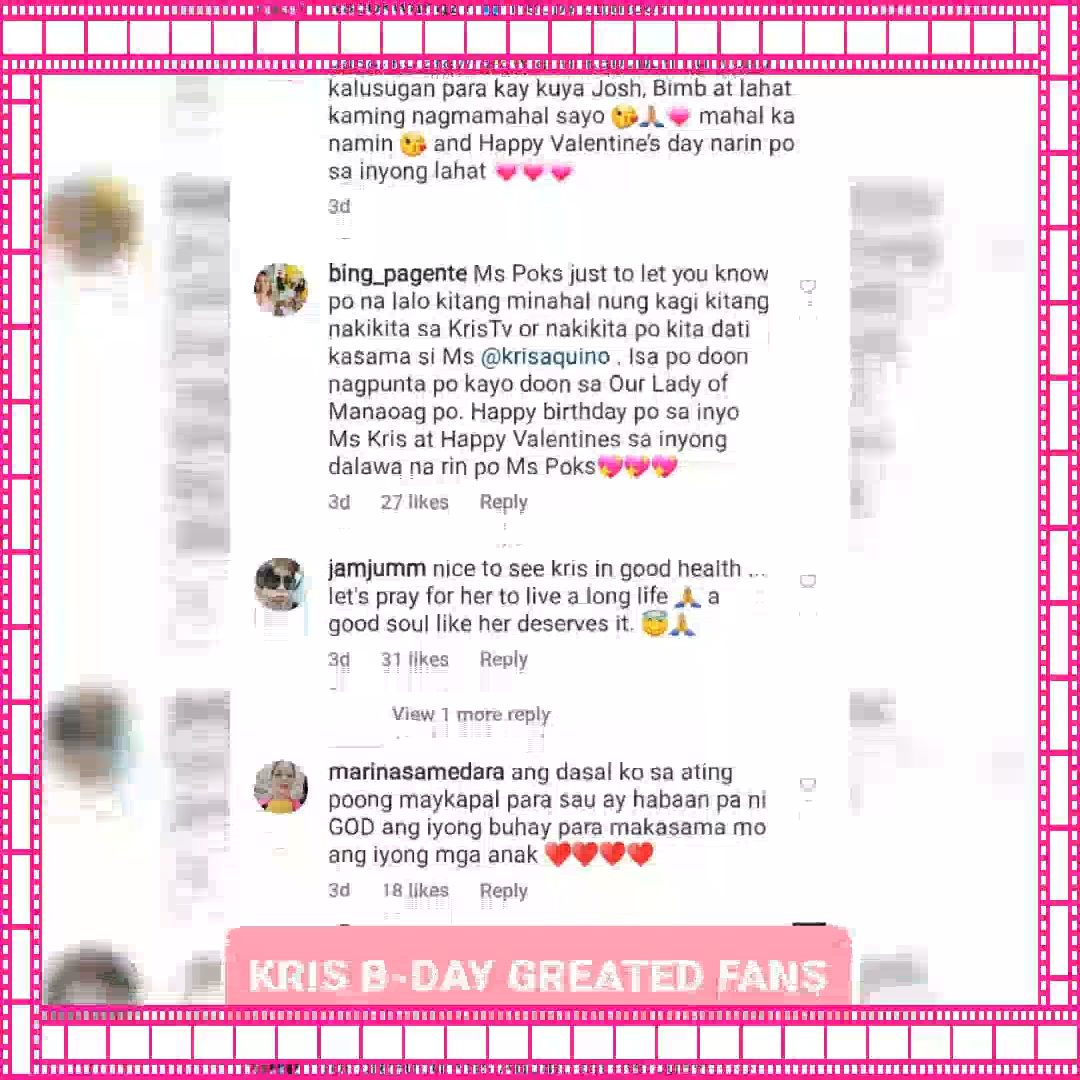 kalusugan para kay kuya Josh, Bimb at lahat
kaming nagmamahal sayo 😘🙏💗 mahal ka
namin 😘 and Happy Valentine's day narin po
sa inyong lahat 💗💗💗
3d
bing_pagente Ms Poks just to let you know
po na lalo kitang minahal nung kagi kitang
nakikita sa KrisTv or nakikita po kita dati
kasama si Ms @krisaquino . Isa po doon
nagpunta po kayo doon sa Our Lady of
Manaoag po. Happy birthday po sa inyo
Ms Kris at Happy Valentines sa inyong
dalawa na rin po Ms Poks💖💖💖
3d 27 likes Reply
jamjumm nice to see kris in good health ...
let's pray for her to live a long life 🙏 a
good soul like her deserves it. 😇🙏
3d 31 likes Reply
View 1 more reply
marinasamedara ang dasal ko sa ating
poong maykapal para sau ay habaan pa ni
GOD ang iyong buhay para makasama mo
ang iyong mga anak ❤️❤️❤️❤️
3d 18 likes Reply
KRIS B-DAY GREATED FANS